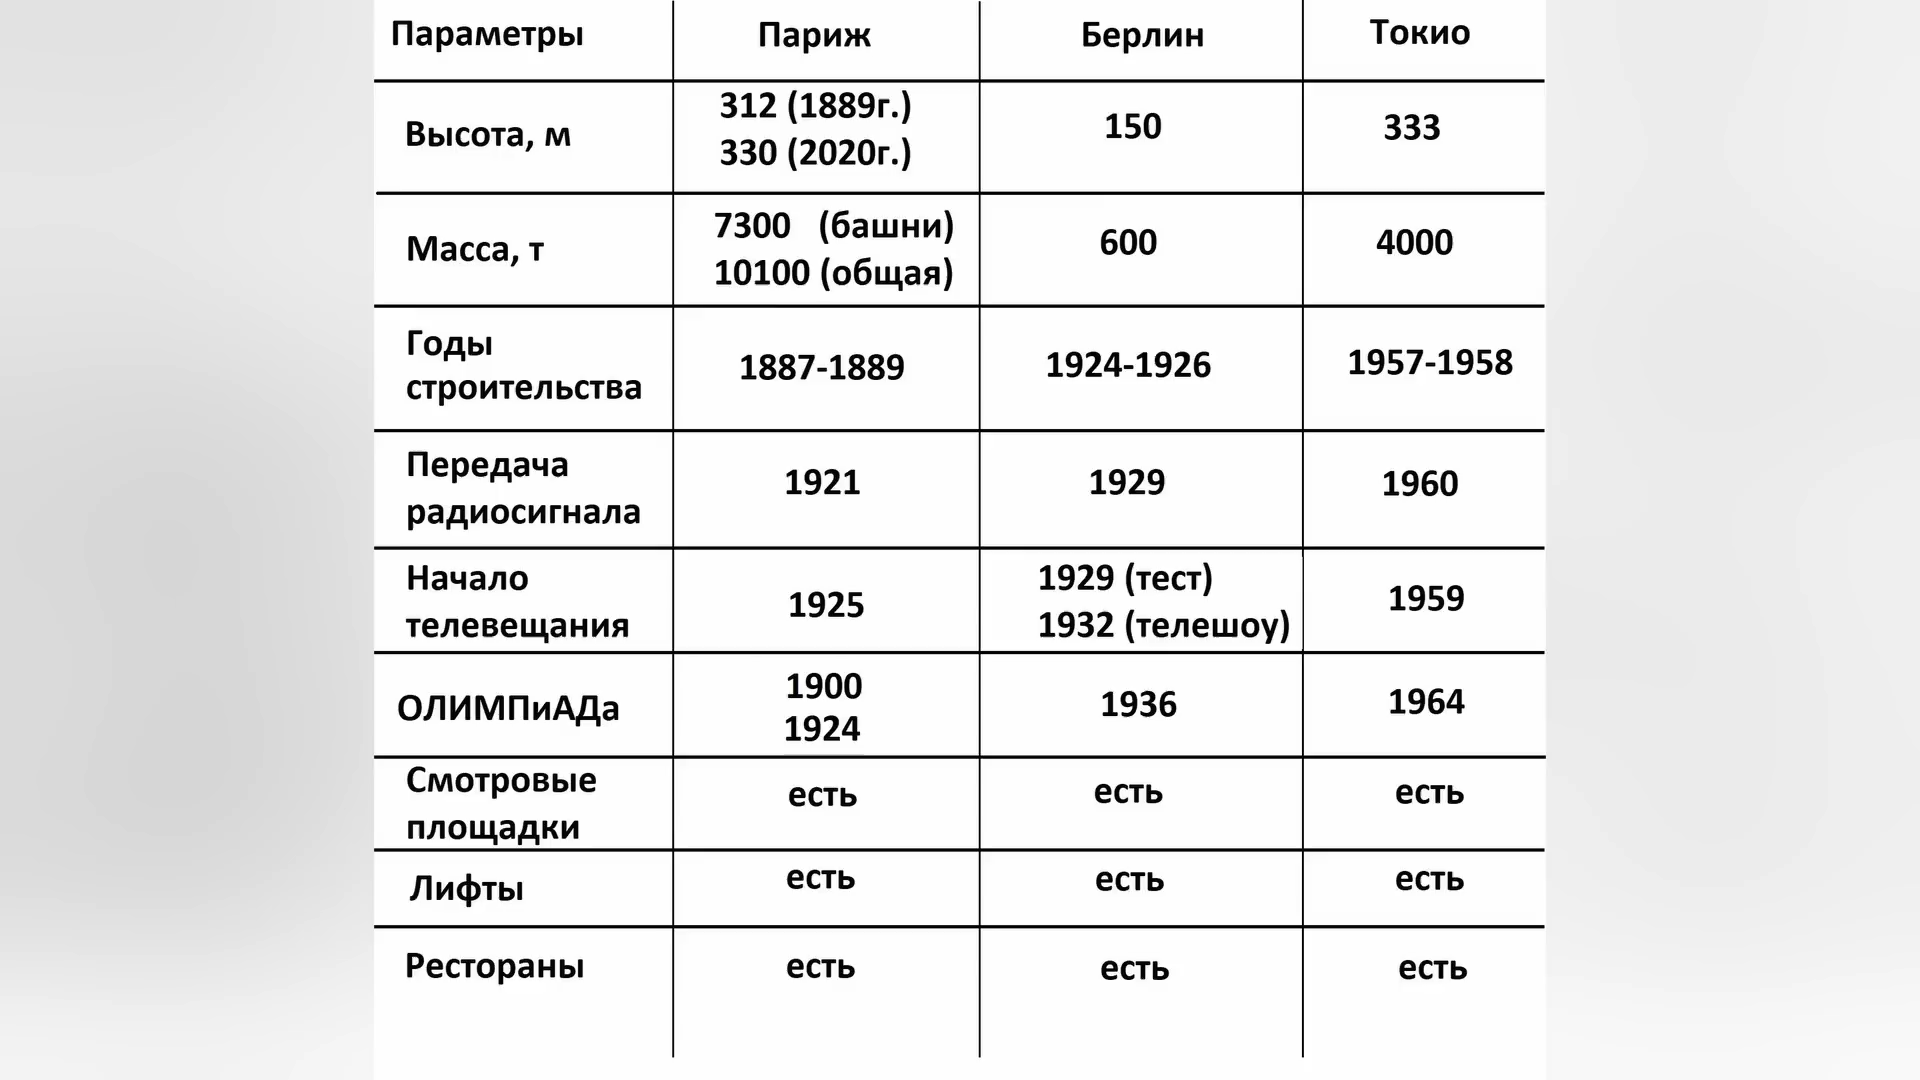 Параметры Париж Берлин Токио
Высота, м 312 (1889г.) 150 333
330 (2020г.)
Масса, т 7300 (башни) 600 4000
10100 (общая)
Годы
строительства 1887-1889 1924-1926 1957-1958
Передача
радиосигнала 1921 1929 1960
Начало
телевещания 1925 1929 (тест) 1959
1932 (телешоу)
ОЛИМПиАДа 1900 1936 1964
1924
Смотровые
площадки есть есть есть
Лифты есть есть есть
Рестораны есть есть есть